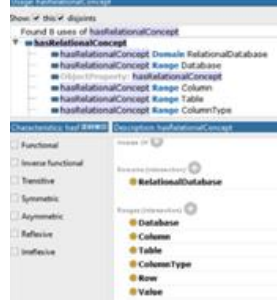 Usage: hasRelationalConcept
Show: this disjoints
Found 8 uses of hasRelationalConcept
hasRelationalConcept
hasRelationalConcept Domain RelationalDatabase
hasRelationalConcept Range Database
ObjectProperty: hasRelationalConcept
hasRelationalConcept Range Column
hasRelationalConcept Range Table
hasRelationalConcept Range ColumnType
Characteristics: hasR
Description: hasRelationalConcept
Functional
Inverse functional
Transitive
Symmetric
Asymmetric
Reflexive
Irreflexive
Domains (intersection)
RelationalDatabase
Ranges (intersection)
Database
Column
Table
ColumnType
Row
Value